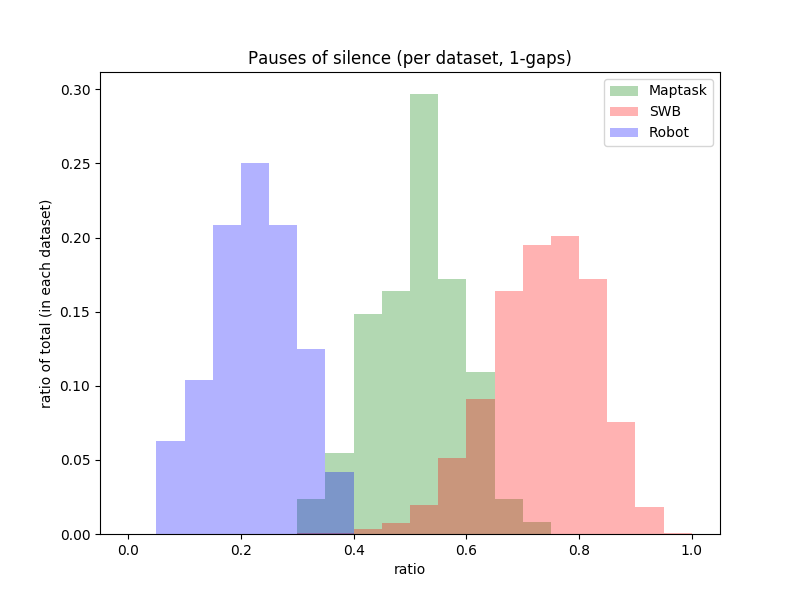 Pauses of silence (per dataset, 1-gaps)
Maptask
SWB
Robot
ratio of total (in each dataset)
0.30
0.25
0.20
0.15
0.10
0.05
0.00
0.0 0.2 0.4 0.6 0.8 1.0
ratio